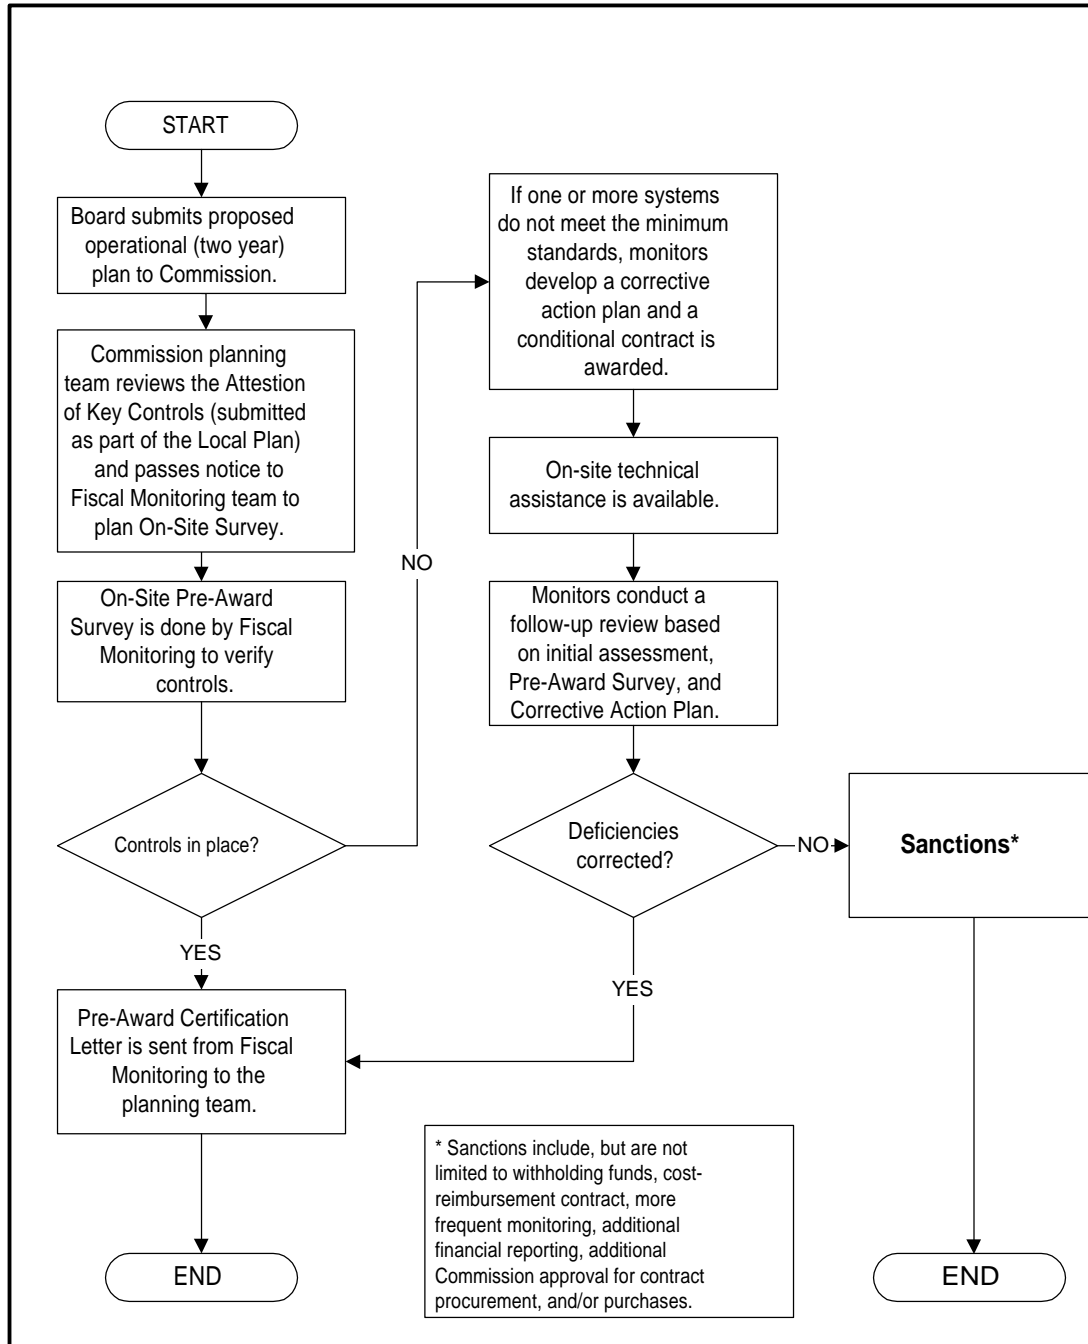 START
Board submits proposed
operational (two year)
plan to Commission.
Commission planning
team reviews the Attestion
of Key Controls (submitted
as part of the Local Plan)
and passes notice to
Fiscal Monitoring team to
plan On-Site Survey.
On-Site Pre-Award
Survey is done by Fiscal
Monitoring to verify
controls.
Controls in place?
YES
Pre-Award Certification
Letter is sent from Fiscal
Monitoring to the
planning team.
END
NO
If one or more systems
do not meet the minimum
standards, monitors
develop a corrective
action plan and a
conditional contract is
awarded.
On-site technical
assistance is available.
Monitors conduct a
follow-up review based
on initial assessment,
Pre-Award Survey, and
Corrective Action Plan.
Deficiencies
corrected?
YES
NO
Sanctions*
END
* Sanctions include, but are not
limited to withholding funds, cost-
reimbursement contract, more
frequent monitoring, additional
financial reporting, additional
Commission approval for contract
procurement, and/or purchases.